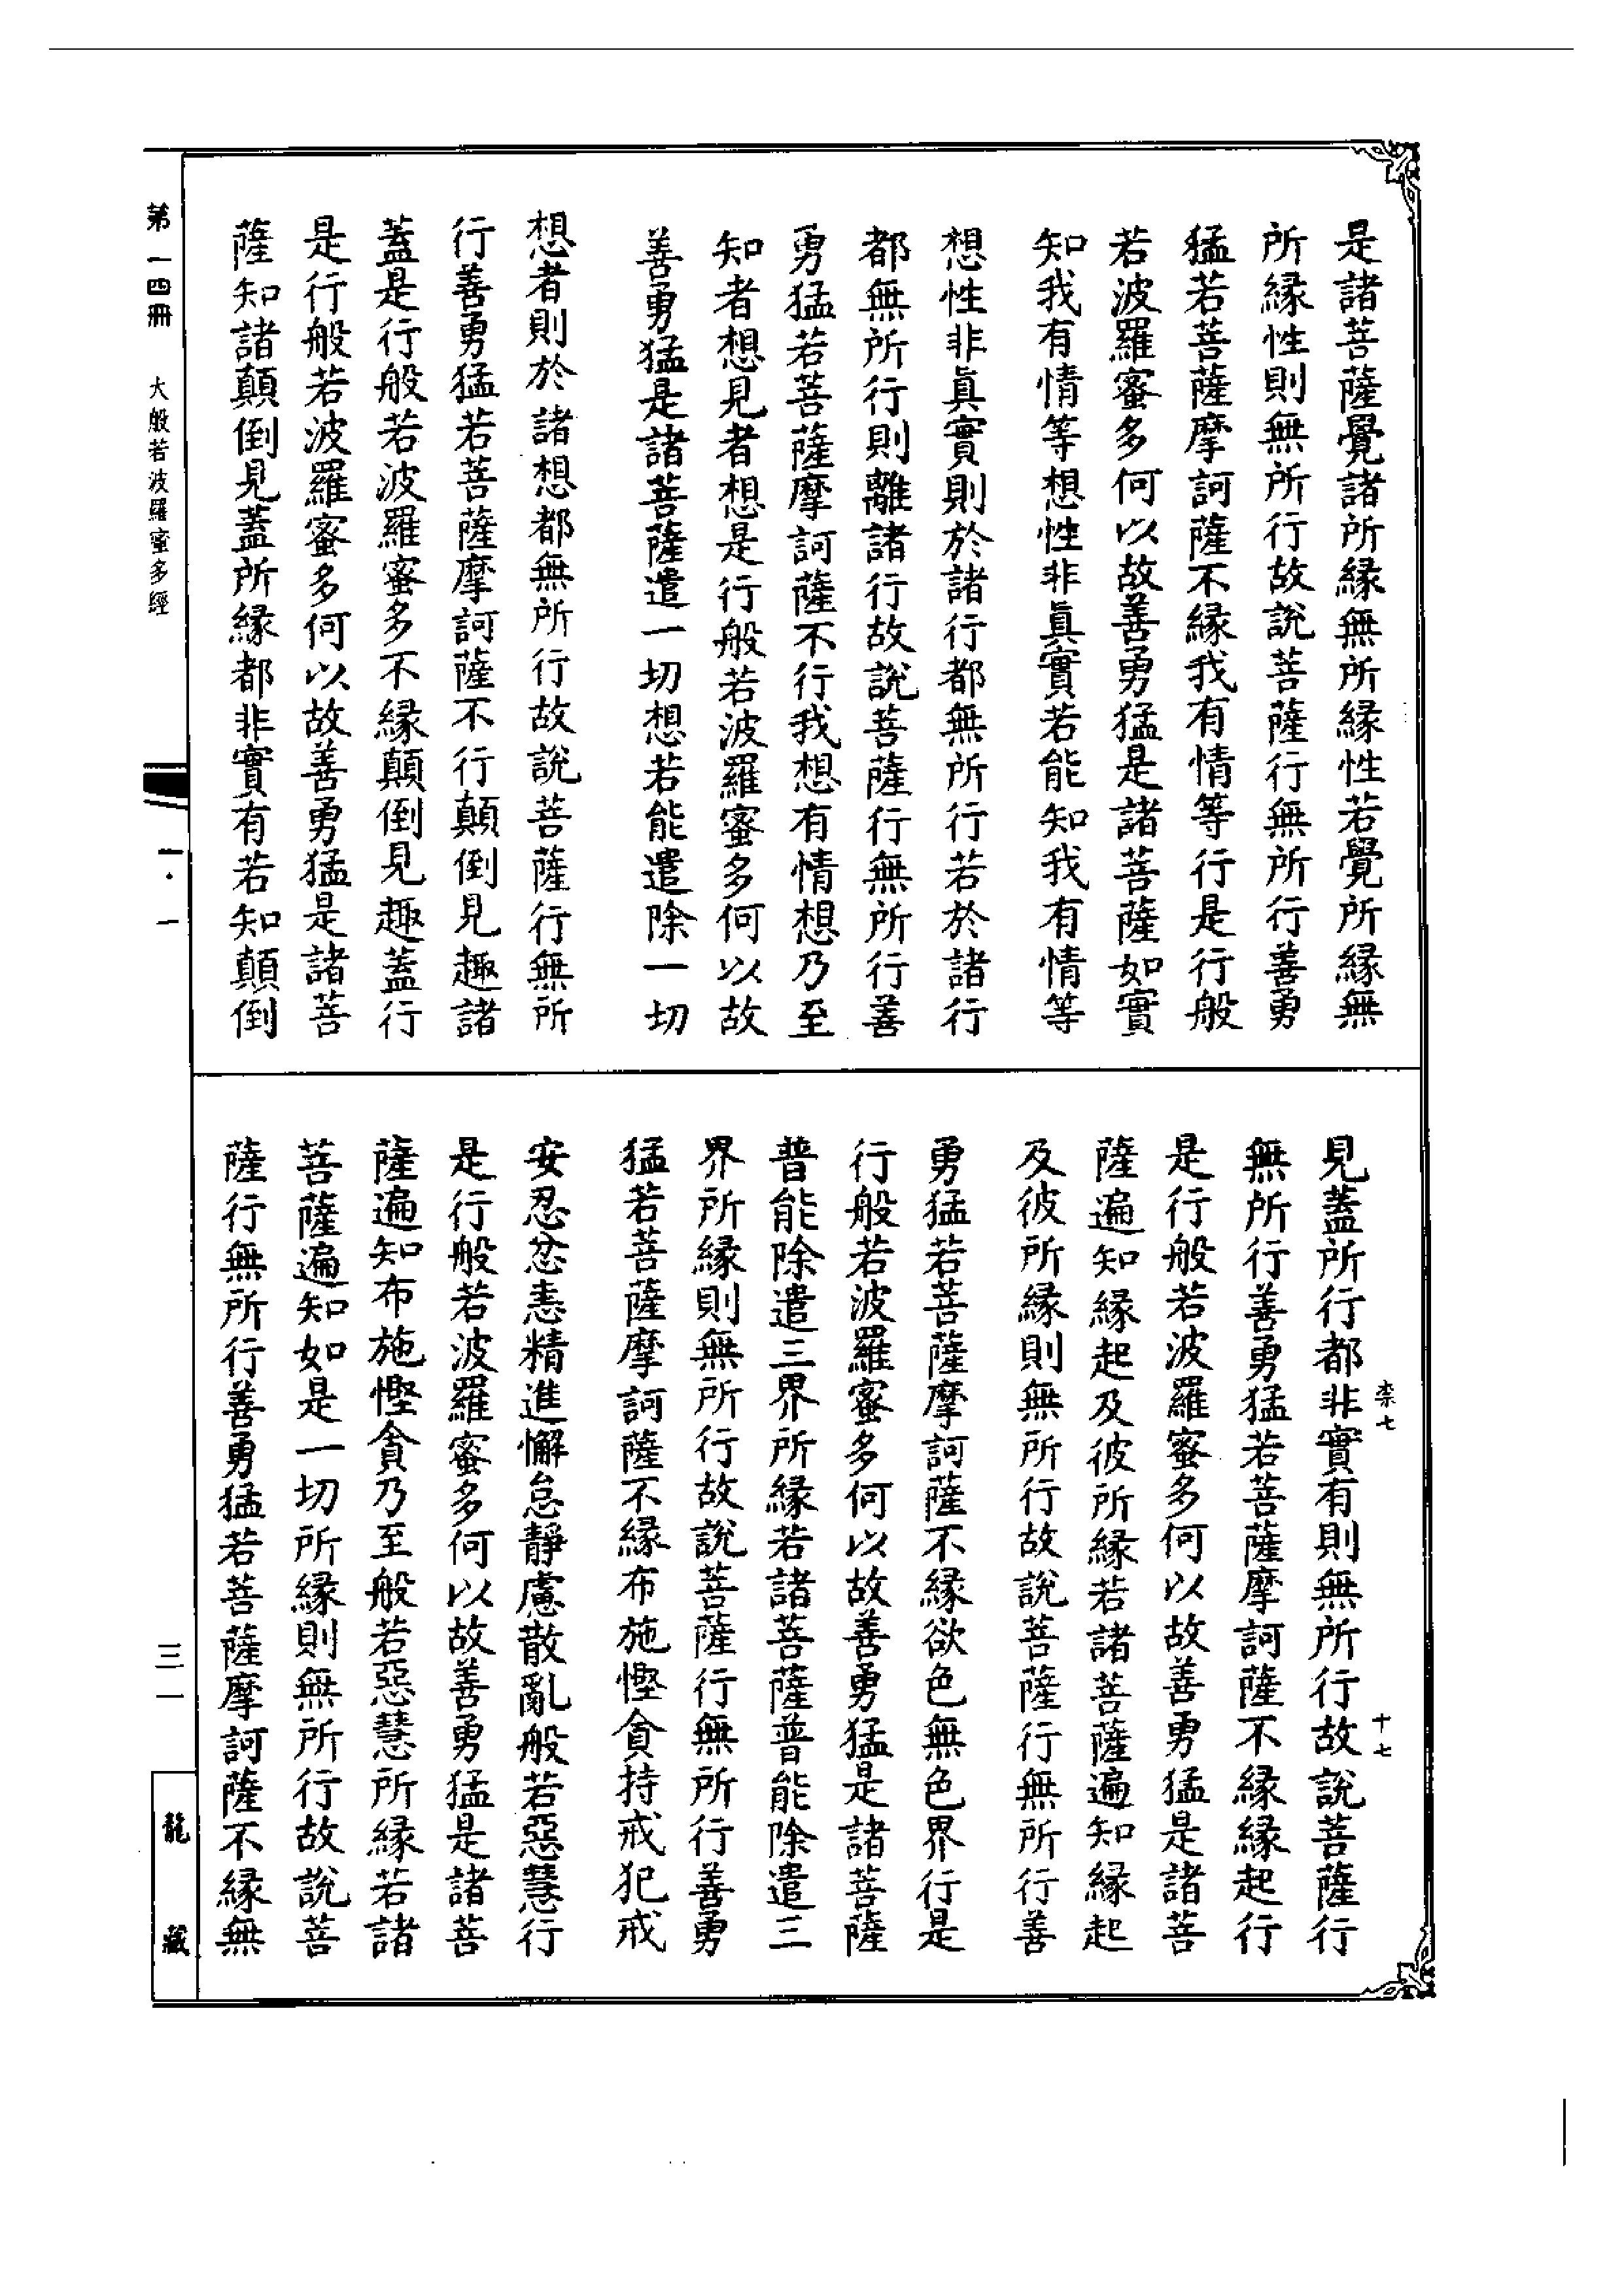 是諸菩薩覺諸所緣無所緣性若覺所緣無
所緣性則無所行故說菩薩行無所行善勇
猛若菩薩摩訶薩不緣我有情等行是行般
若波羅蜜多何以故善勇猛是諸菩薩如實
知我有情等想性非眞實若能知我有情等
想性非眞實則於諸行都無所行若於諸行
都無所行則離諸行故說菩薩行無所行善
勇猛若菩薩摩訶薩不行我想有情想乃至
知者想見者想是行般若波羅蜜多何以故
善勇猛是諸菩薩遣一切想若能遣除一切
想者則於諸想都無所行故說菩薩行無所
行善勇猛若菩薩摩訶薩不行顛倒見趣諸
蓋是行般若波羅蜜多不緣顛倒見趣蓋行
是行般若波羅蜜多何以故善勇猛是諸菩
薩知諸顛倒見蓋所緣都非實有若知顛倒
見蓋所行都非實有則無所行故說菩薩行
無所行善勇猛若菩薩摩訶薩不緣緣起行
是行般若波羅蜜多何以故善勇猛是諸菩
薩遍知緣起及彼所緣若諸菩薩遍知緣起
及彼所緣則無所行故說菩薩行無所行善
勇猛若菩薩摩訶薩不緣欲色無色界行是
行般若波羅蜜多何以故善勇猛是諸菩薩
普能除遣三界所緣若諸菩薩普能除遣三
界所緣則無所行故說菩薩行無所行善勇
猛若菩薩摩訶薩不緣布施慳貪持戒犯戒
安忍忿恚精進懈怠靜慮散亂般若惡慧行
是行般若波羅蜜多何以故善勇猛是諸菩
薩遍知布施慳貪乃至般若惡慧所緣若諸
菩薩遍知如是一切所緣則無所行故說菩
薩行無所行善勇猛若菩薩摩訶薩不緣無
柰七
十七
第一四冊 大般若波羅蜜多經
一·一
三一
龍藏